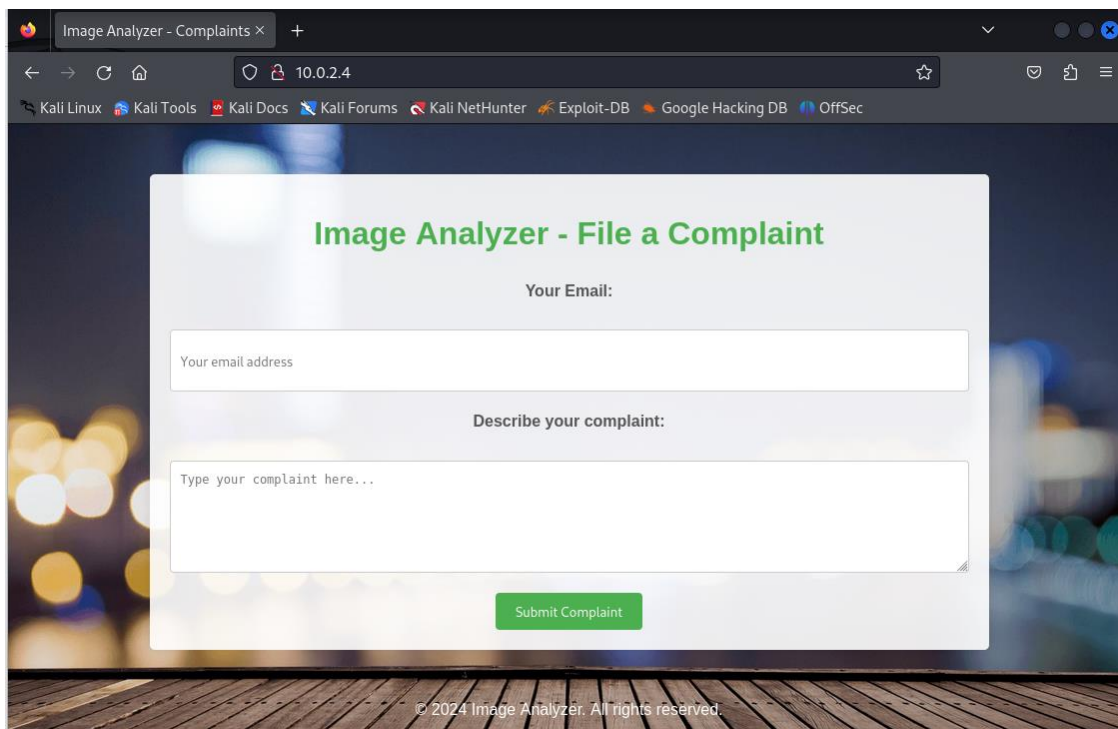 Image Analyzer - Complaints
10.0.2.4
Kali Linux Kali Tools Kali Docs Kali Forums Kali NetHunter Exploit-DB Google Hacking DB OffSec
Image Analyzer - File a Complaint
Your Email:
Your email address
Describe your complaint:
Type your complaint here...
Submit Complaint
© 2024 Image Analyzer. All rights reserved.